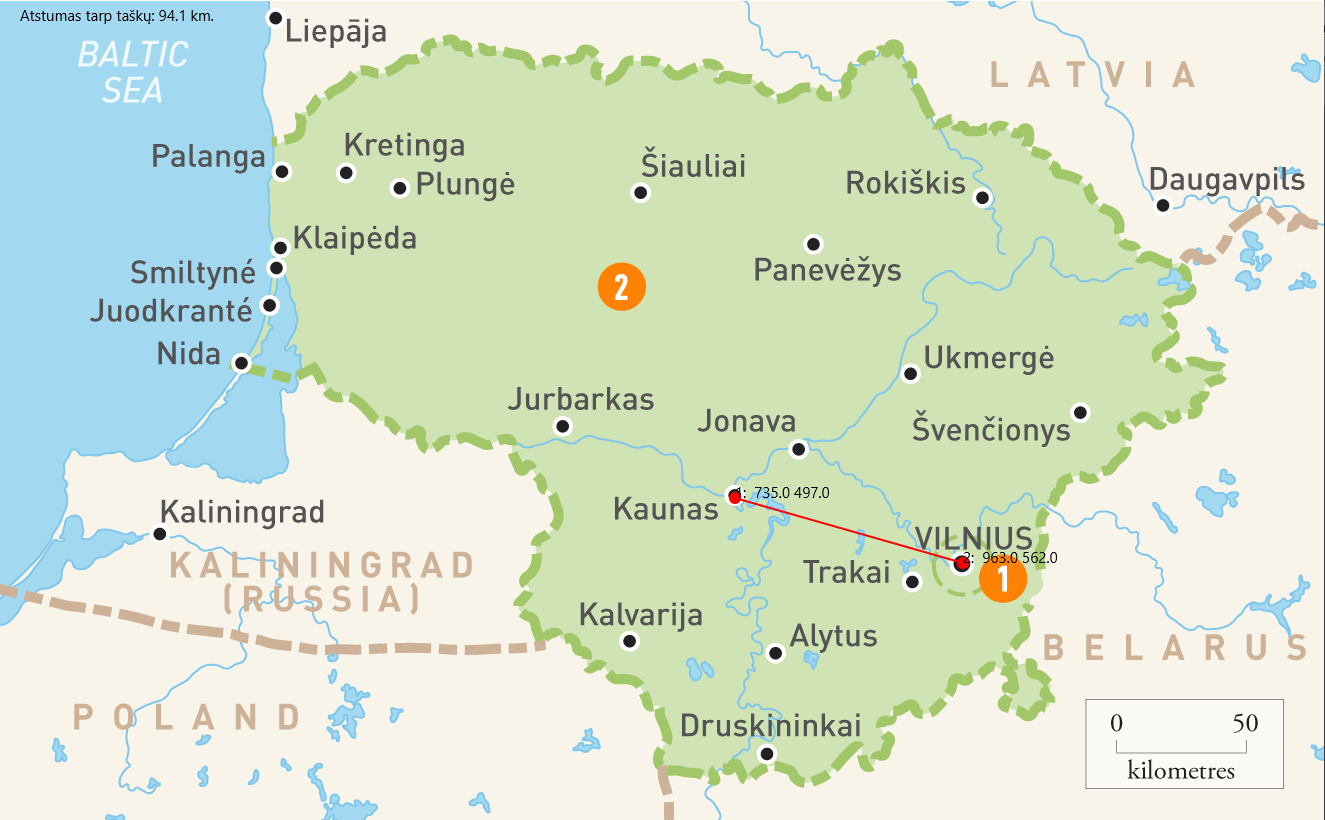 Atstumas tarp taškų: 94.1 km.
Liepāja
BALTIC
SEA
LATVIA
Kretinga
Palanga
Plungė
Šiauliai
Rokiškis
Daugavpils
Klaipėda
Smiltyné
Panevėžys
2
Juodkranté
Nida
Ukmergė
Jurbarkas
Jonava
Švenčionys
1: 735.0 497.0
Kaunas
Kaliningrad
VILNIUS
2: 963.0 562.0
KALININGRAD
(RUSSIA)
Trakai
1
Kalvarija
Alytus
BELARUS
POLAND
Druskininkai
0 50
kilometres